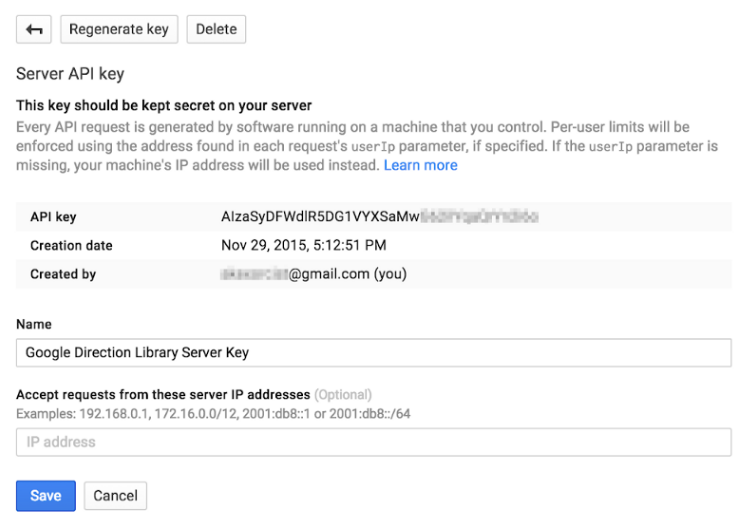 Regenerate key Delete
Server API key
This key should be kept secret on your server
Every API request is generated by software running on a machine that you control. Per-user limits will be
enforced using the address found in each request's userIp parameter, if specified. If the userIp parameter is
missing, your machine's IP address will be used instead. Learn more
API key AIzaSyDFWdlR5DG1VYXSaMw
Creation date Nov 29, 2015, 5:12:51 PM
Created by @gmail.com (you)
Name
Google Direction Library Server Key
Accept requests from these server IP addresses (Optional)
Examples: 192.168.0.1, 172.16.0.0/12, 2001:db8::1 or 2001:db8::/64
IP address
Save Cancel